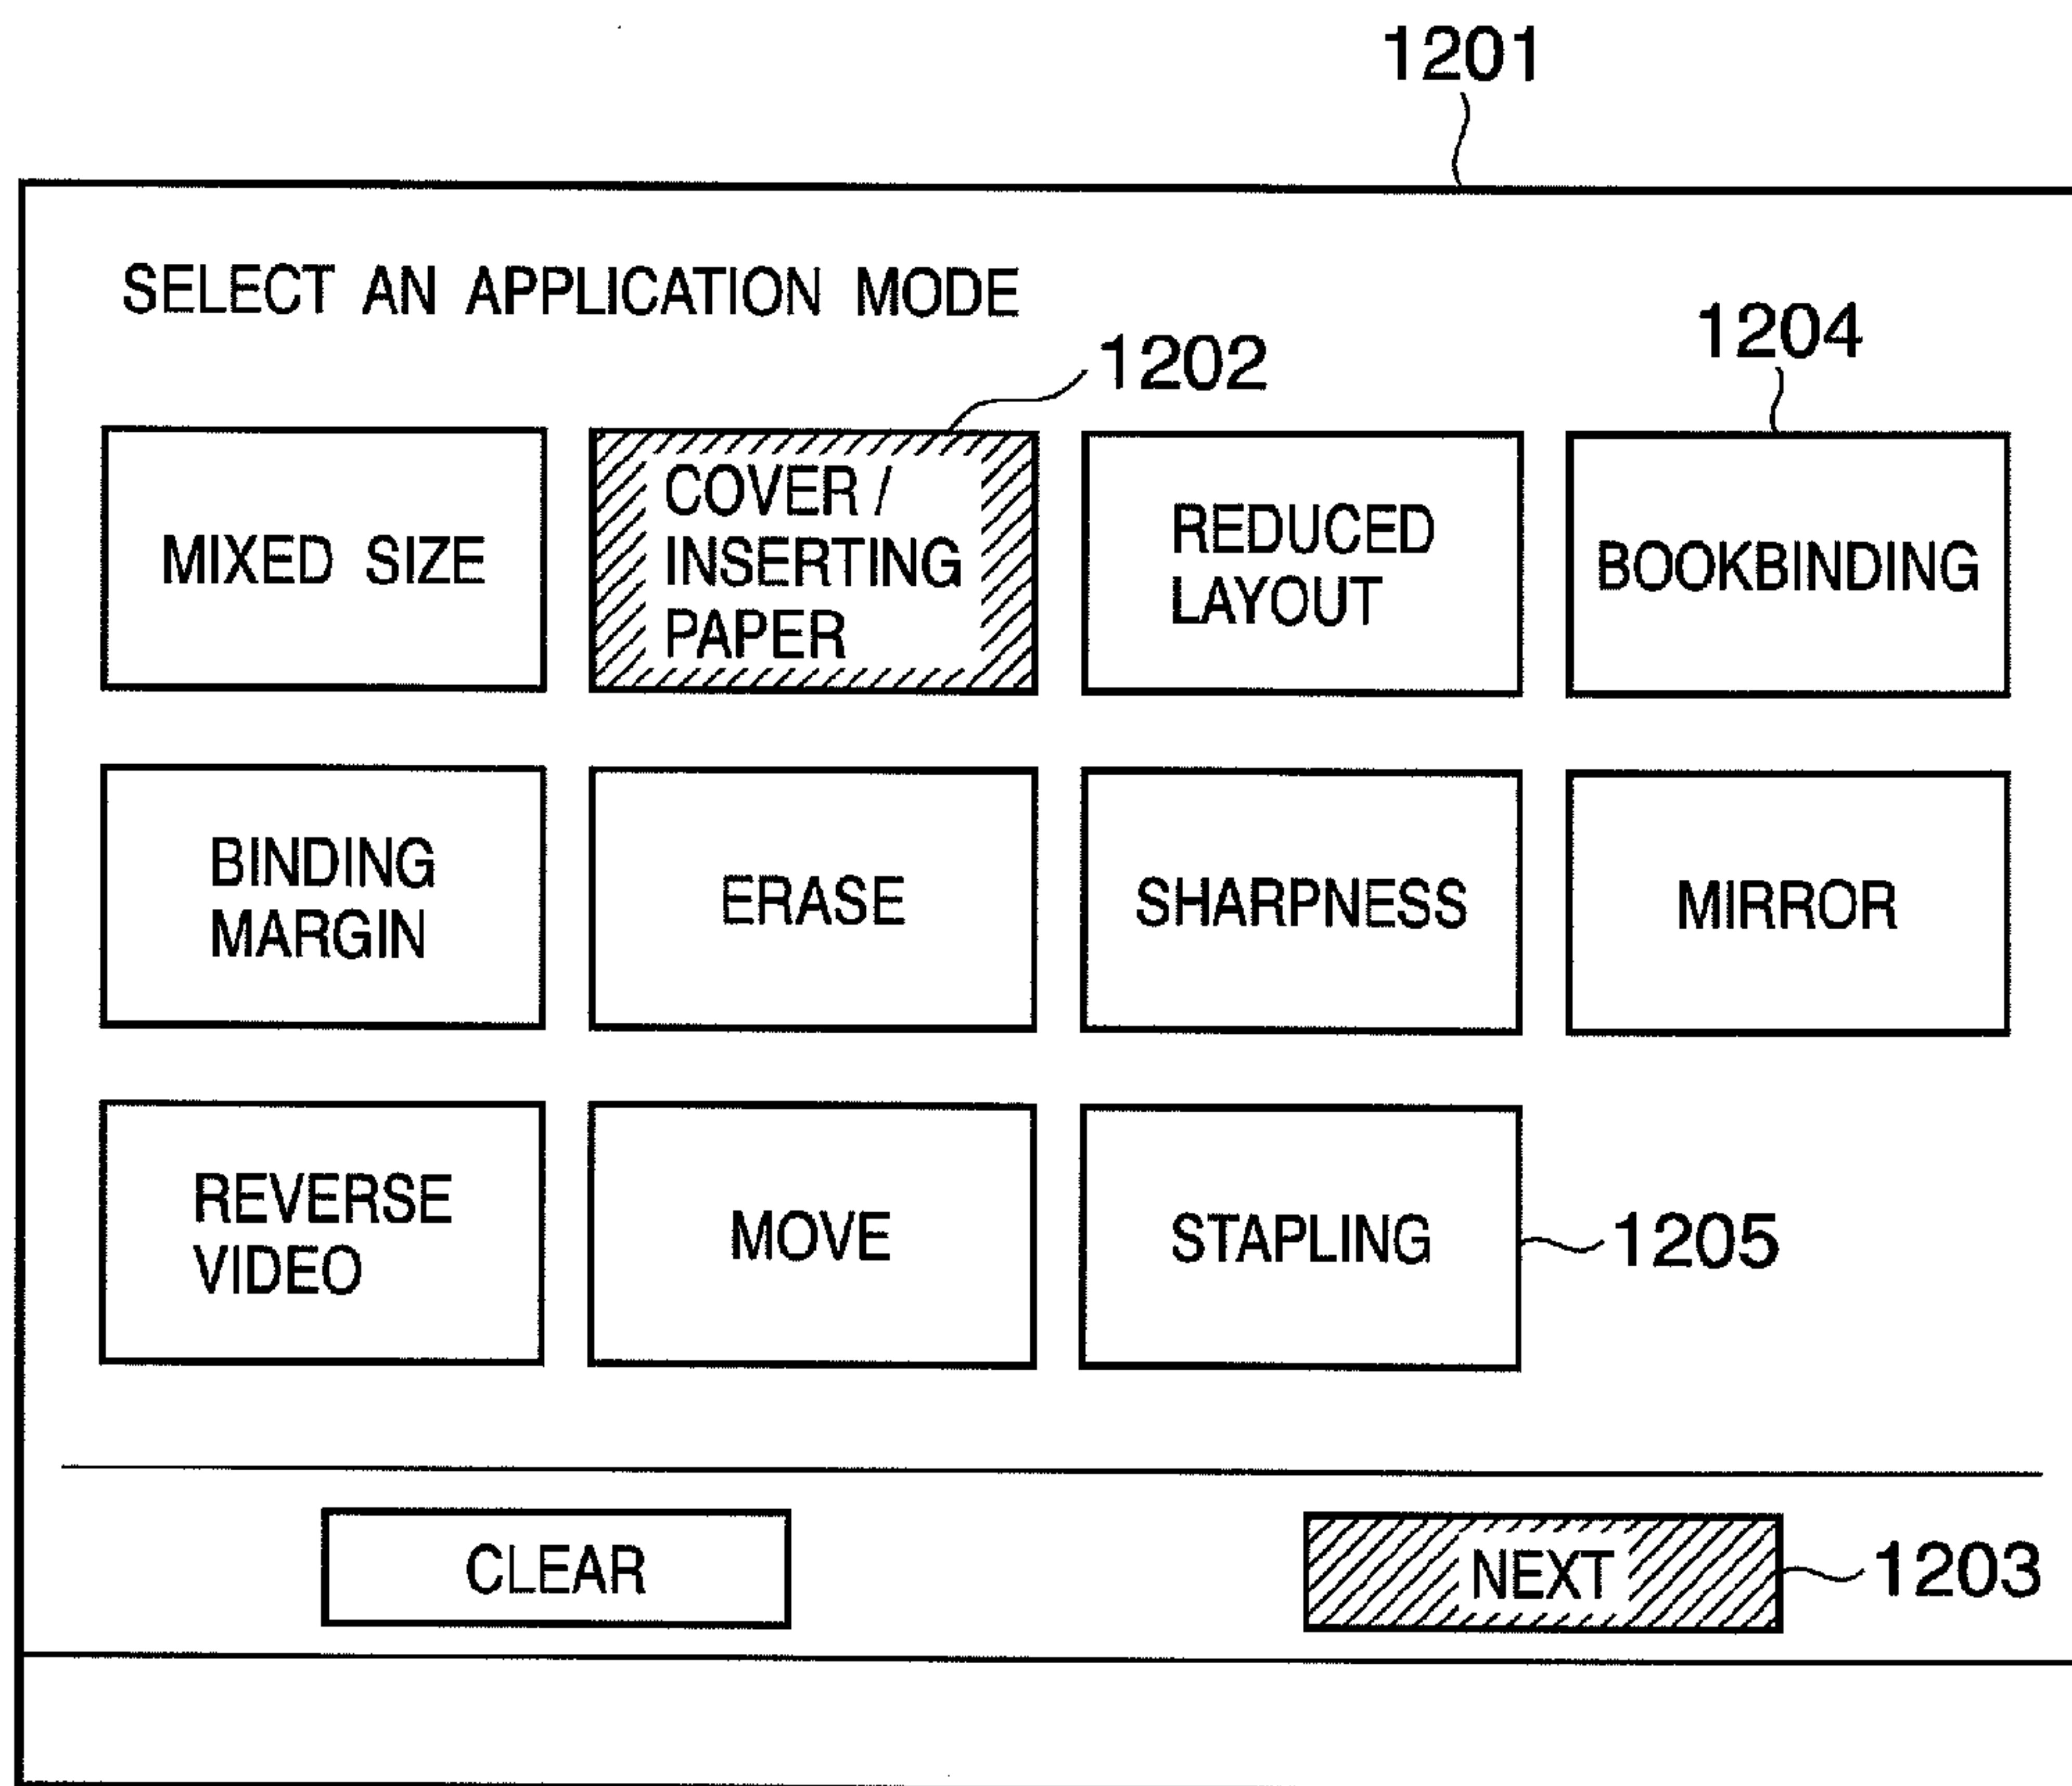 1201
SELECT AN APPLICATION MODE
1202
1204
MIXED SIZE
COVER /
INSERTING
PAPER
REDUCED
LAYOUT
BOOKBINDING
BINDING
MARGIN
ERASE
SHARPNESS
MIRROR
REVERSE
VIDEO
MOVE
STAPLING
1205
CLEAR
NEXT
1203